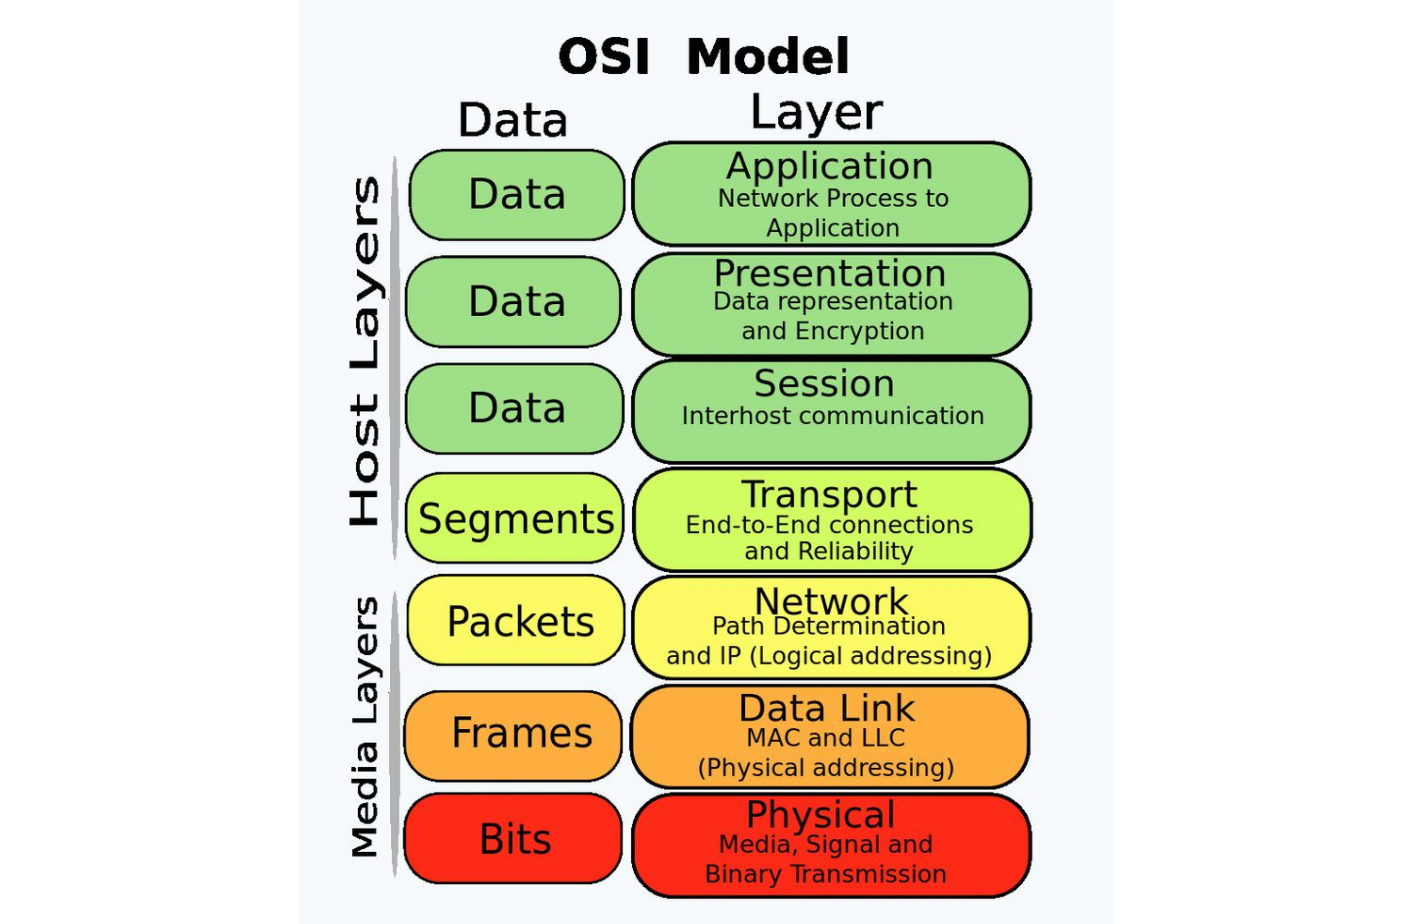 OSI Model
Data
Layer
Host Layers
Data
Application
Network Process to
Application
Data
Presentation
Data representation
and Encryption
Data
Session
Interhost communication
Segments
Transport
End-to-End connections
and Reliability
Media Layers
Packets
Network
Path Determination
and IP (Logical addressing)
Frames
Data Link
MAC and LLC
(Physical addressing)
Bits
Physical
Media, Signal and
Binary Transmission